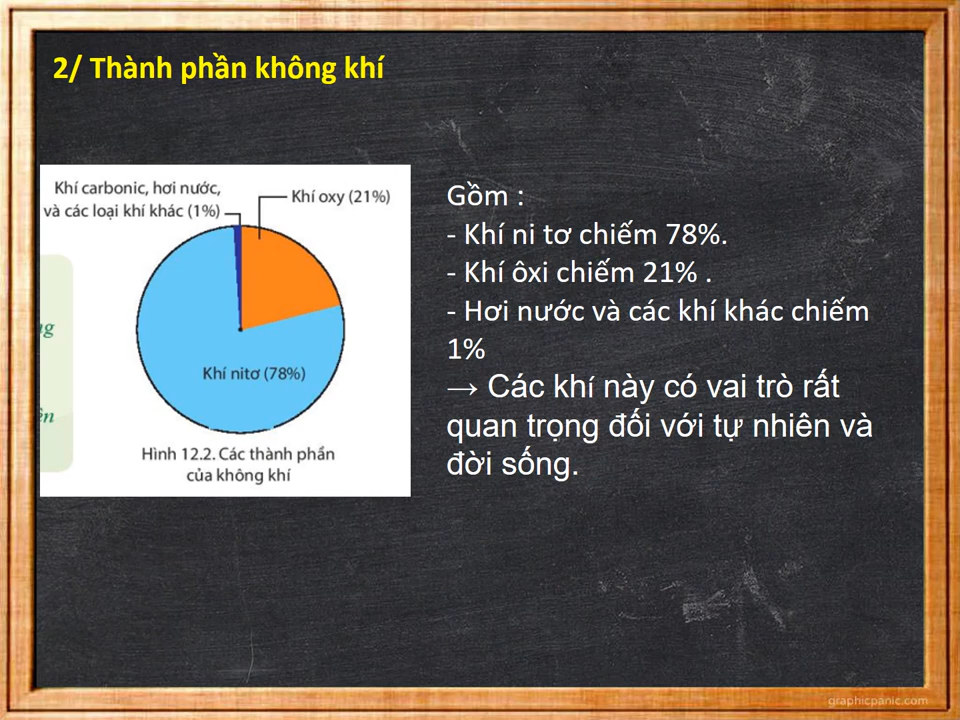 2/ Thành phần không khí
Khí carbonic, hơi nước,
và các loại khí khác (1%)
Khí oxy (21%)
Khí nitơ (78%)
Hình 12.2. Các thành phần
của không khí
Gồm :
- Khí ni tơ chiếm 78%.
- Khí ôxi chiếm 21% .
- Hơi nước và các khí khác chiếm
1%
→ Các khí này có vai trò rất
quan trọng đối với tự nhiên và
đời sống.
graphicpanic.com